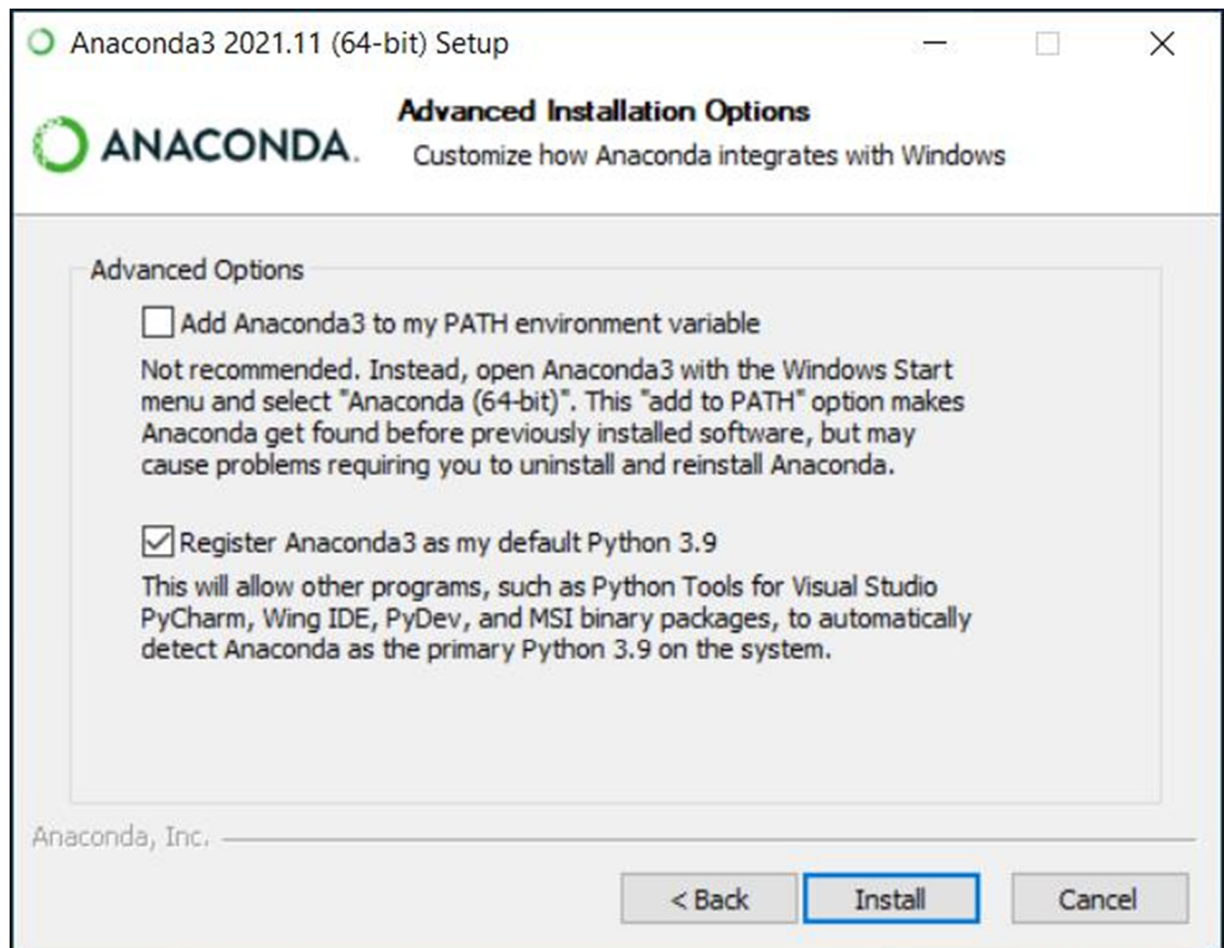 Anaconda3 2021.11 (64-bit) Setup
ANACONDA.
Advanced Installation Options
Customize how Anaconda integrates with Windows
Advanced Options
Add Anaconda3 to my PATH environment variable
Not recommended. Instead, open Anaconda3 with the Windows Start
menu and select "Anaconda (64-bit)". This "add to PATH" option makes
Anaconda get found before previously installed software, but may
cause problems requiring you to uninstall and reinstall Anaconda.
Register Anaconda3 as my default Python 3.9
This will allow other programs, such as Python Tools for Visual Studio
PyCharm, Wing IDE, PyDev, and MSI binary packages, to automatically
detect Anaconda as the primary Python 3.9 on the system.
Anaconda, Inc.
< Back
Install
Cancel